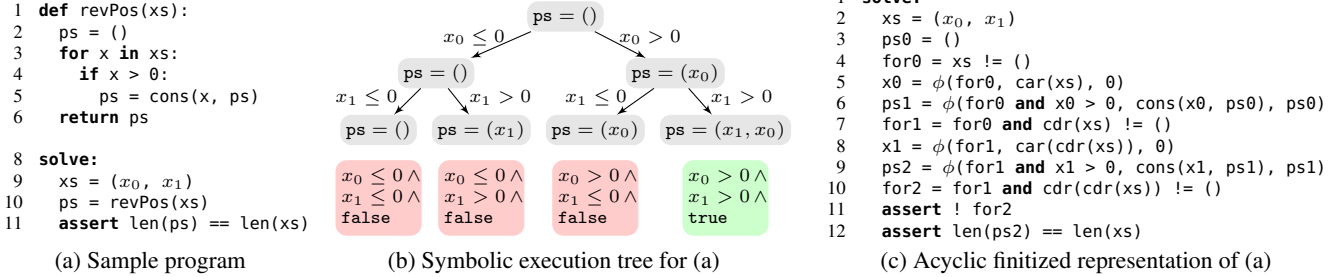 1 def revPos(xs):
2 ps = ()
3 for x in xs:
4 if x > 0:
5 ps = cons(x, ps)
6 return ps
8 solve:
9 xs = (x₀, x₁)
10 ps = revPos(xs)
11 assert len(ps) == len(xs)
(a) Sample program
ps = ()
x₀ ≤ 0
x₀ > 0
ps = ()
ps = (x₀)
x₁ ≤ 0
x₁ > 0
x₁ ≤ 0
x₁ > 0
ps = ()
ps = (x₁)
ps = (x₀)
ps = (x₁, x₀)
x₀ ≤ 0 ∧
x₁ ≤ 0 ∧
false
x₀ ≤ 0 ∧
x₁ > 0 ∧
false
x₀ > 0 ∧
x₁ ≤ 0 ∧
false
x₀ > 0 ∧
x₁ > 0 ∧
true
(b) Symbolic execution tree for (a)
solve:
2 xs = (x₀, x₁)
3 ps0 = ()
4 for0 = xs != ()
5 x0 = ϕ(for0, car(xs), 0)
6 ps1 = ϕ(for0 and x0 > 0, cons(x0, ps0), ps0)
7 for1 = for0 and cdr(xs) != ()
8 x1 = ϕ(for1, car(cdr(xs)), 0)
9 ps2 = ϕ(for1 and x1 > 0, cons(x1, ps1), ps1)
10 for2 = for1 and cdr(cdr(xs)) != ()
11 assert ! for2
12 assert len(ps2) == len(xs)
(c) Acyclic finitized representation of (a)